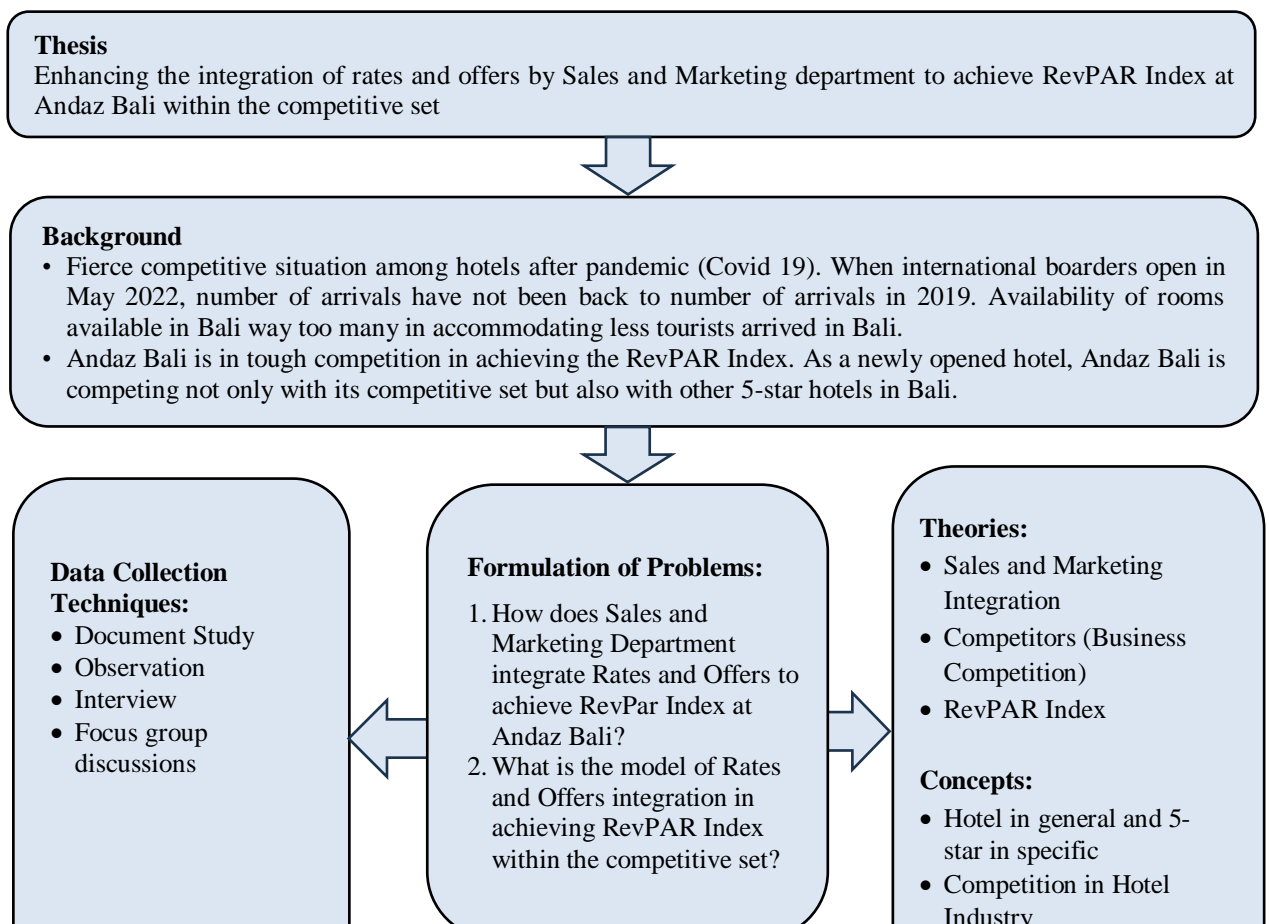 Thesis
Enhancing the integration of rates and offers by Sales and Marketing department to achieve RevPAR Index at
Andaz Bali within the competitive set
Background
• Fierce competitive situation among hotels after pandemic (Covid 19). When international boarders open in
May 2022, number of arrivals have not been back to number of arrivals in 2019. Availability of rooms
available in Bali way too many in accommodating less tourists arrived in Bali.
• Andaz Bali is in tough competition in achieving the RevPAR Index. As a newly opened hotel, Andaz Bali is
competing not only with its competitive set but also with other 5-star hotels in Bali.
Data Collection
Techniques:
• Document Study
• Observation
• Interview
• Focus group
discussions
Formulation of Problems:
1. How does Sales and
Marketing Department
integrate Rates and Offers to
achieve RevPar Index at
Andaz Bali?
2. What is the model of Rates
and Offers integration in
achieving RevPAR Index
within the competitive set?
Theories:
• Sales and Marketing
Integration
• Competitors (Business
Competition)
• RevPAR Index
Concepts:
• Hotel in general and 5-
star in specific
• Competition in Hotel
Industry